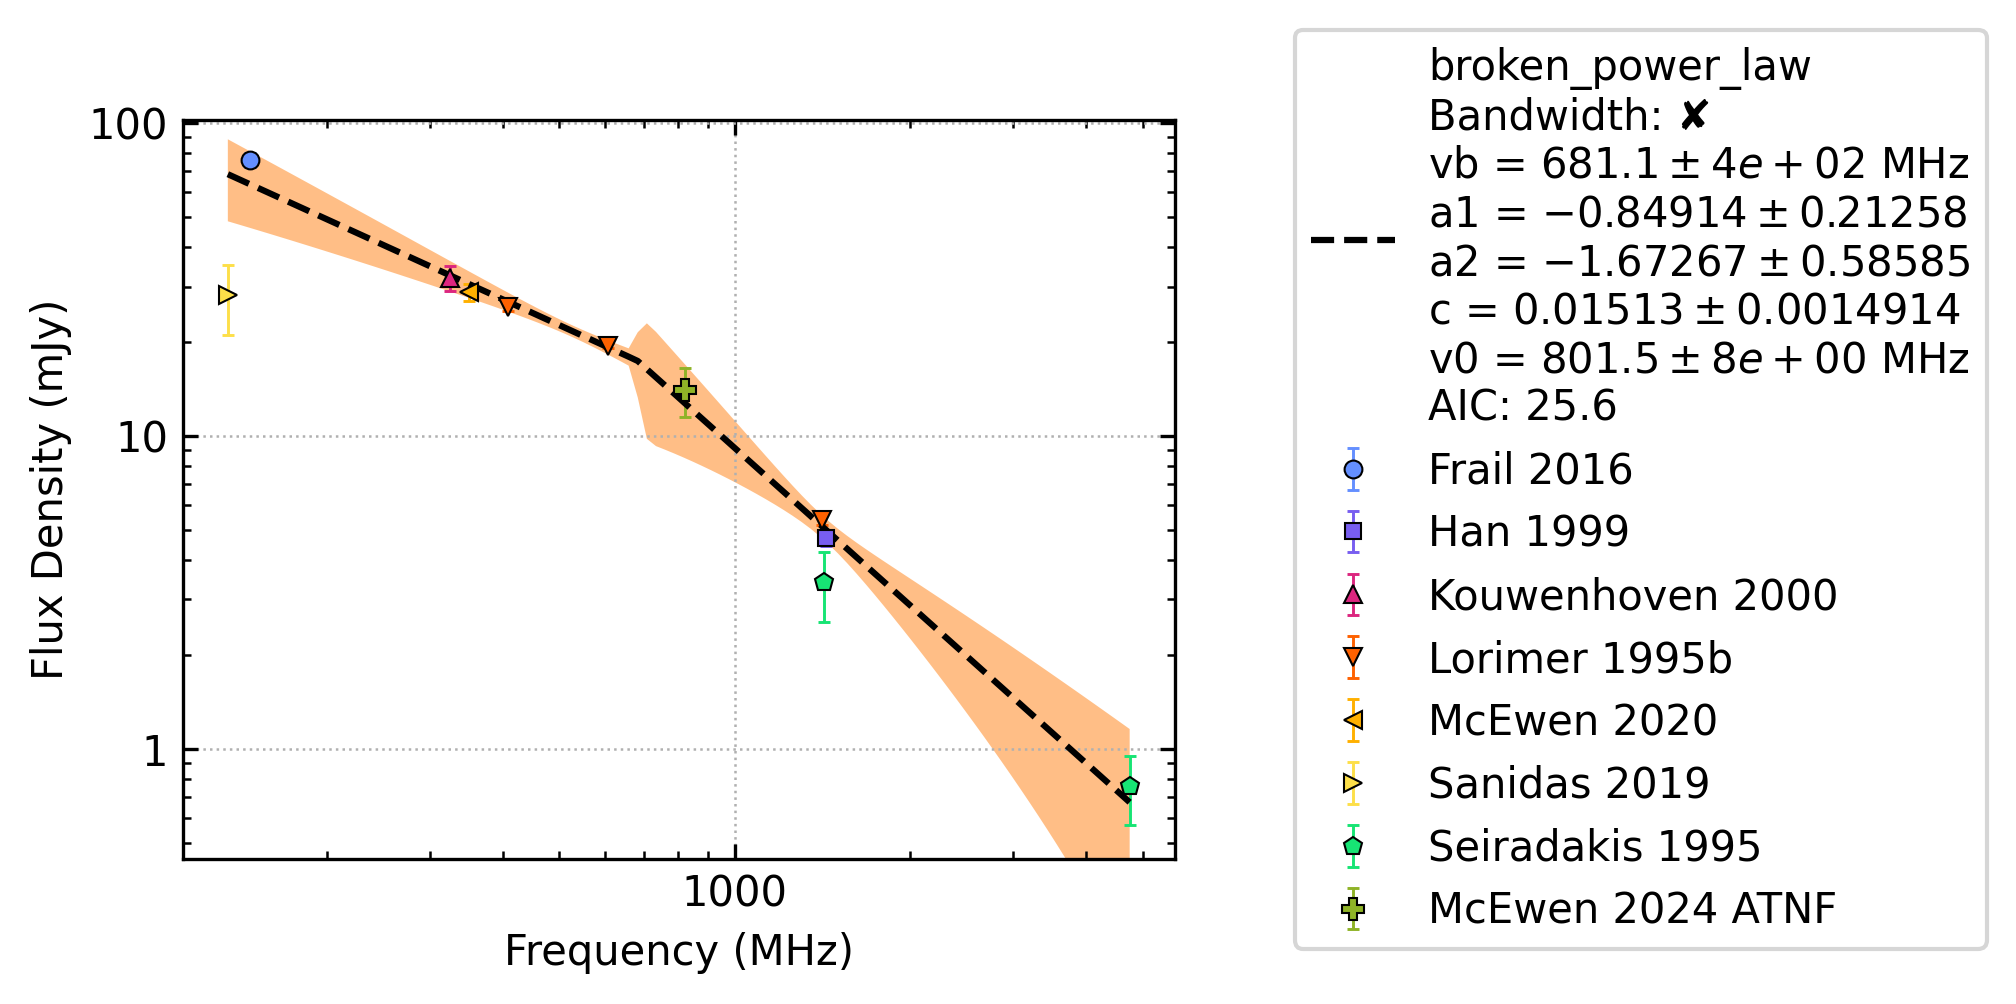 100
10
1
Flux Density (mJy)
1000
Frequency (MHz)
broken_power_law
Bandwidth: ✘
vb = 681.1 ± 4e + 02 MHz
a1 = −0.84914 ± 0.21258
a2 = −1.67267 ± 0.58585
c = 0.01513 ± 0.0014914
v0 = 801.5 ± 8e + 00 MHz
AIC: 25.6
Frail 2016
Han 1999
Kouwenhoven 2000
Lorimer 1995b
McEwen 2020
Sanidas 2019
Seiradakis 1995
McEwen 2024 ATNF